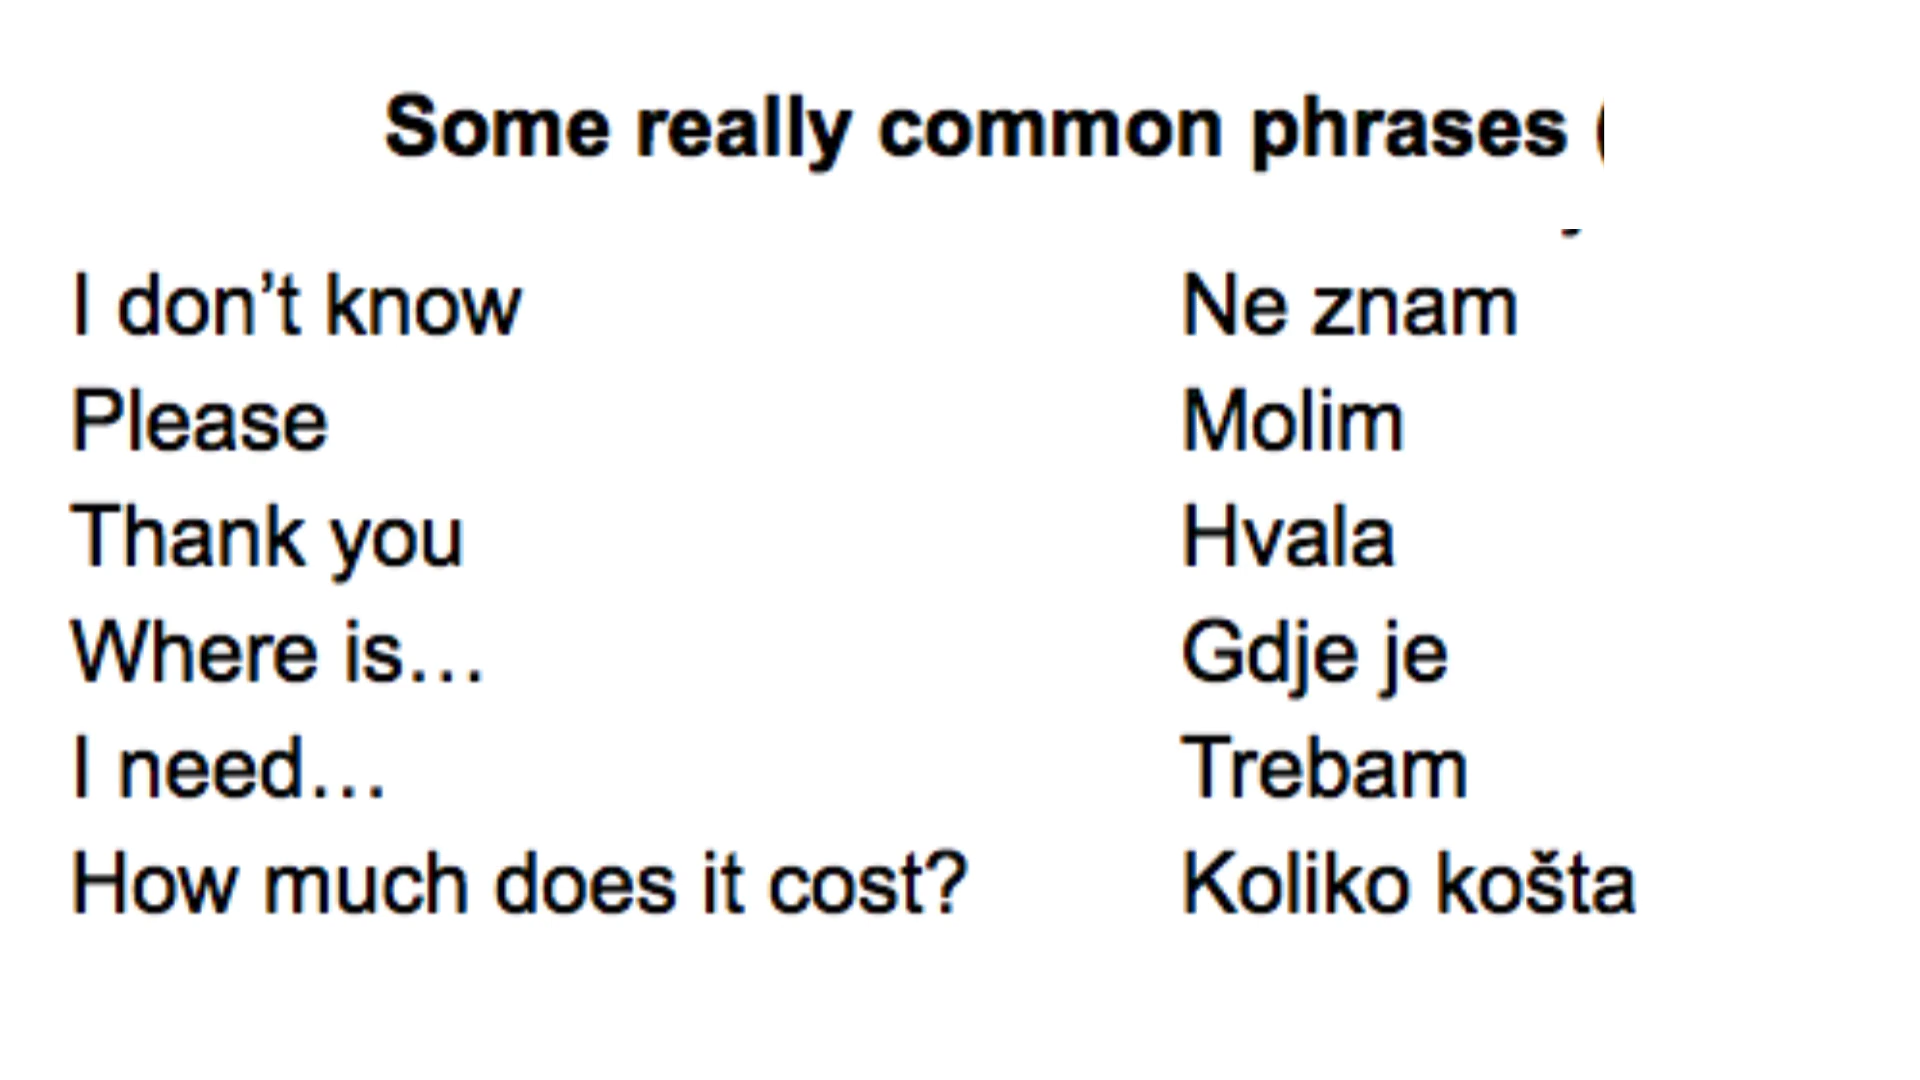 Some really common phrases (
I don’t know Ne znam
Please Molim
Thank you Hvala
Where is… Gdje je
I need… Trebam
How much does it cost? Koliko košta